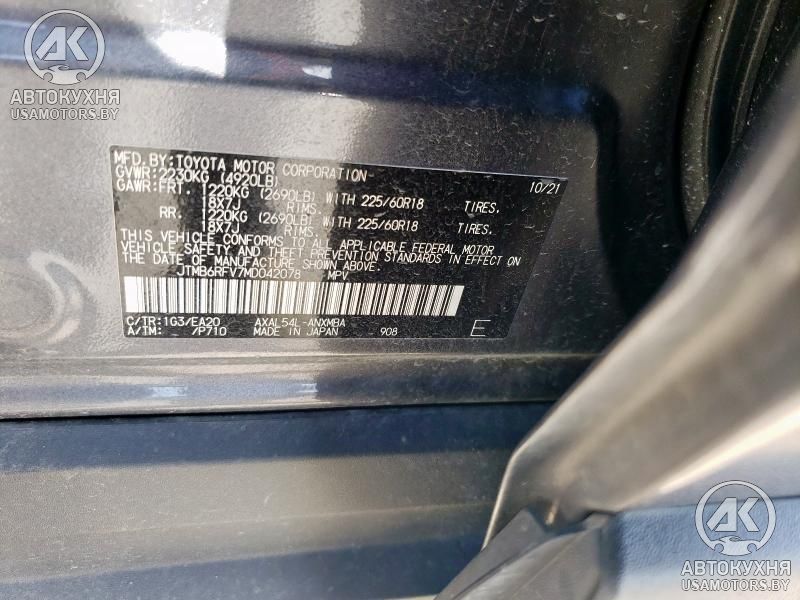 AK
АВТОКУХНЯ
USAMOTORS.BY
MFD.BY:TOYOTA MOTOR CORPORATION 10/21
GVWR:2230KG (4920LB)
GAWR:FRT. 1220KG (2690LB) WITH 225/60R18 TIRES.
18X7J RIMS.
RR. 1220KG (2690LB) WITH 225/60R18 TIRES.
18X7J RIMS.
THIS VEHICLE CONFORMS TO ALL APPLICABLE FEDERAL MOTOR
VEHICLE SAFETY AND THEFT PREVENTION STANDARDS IN EFFECT ON
THE DATE OF MANUFACTURE SHOWN ABOVE.
JTMB6RFV7MD042078 MPV
C/TR:1G3/EA20 AXAL54L-ANXMBA
A/TM: /P710 MADE IN JAPAN 908 E
AK
АВТОКУХНЯ
USAMOTORS.BY